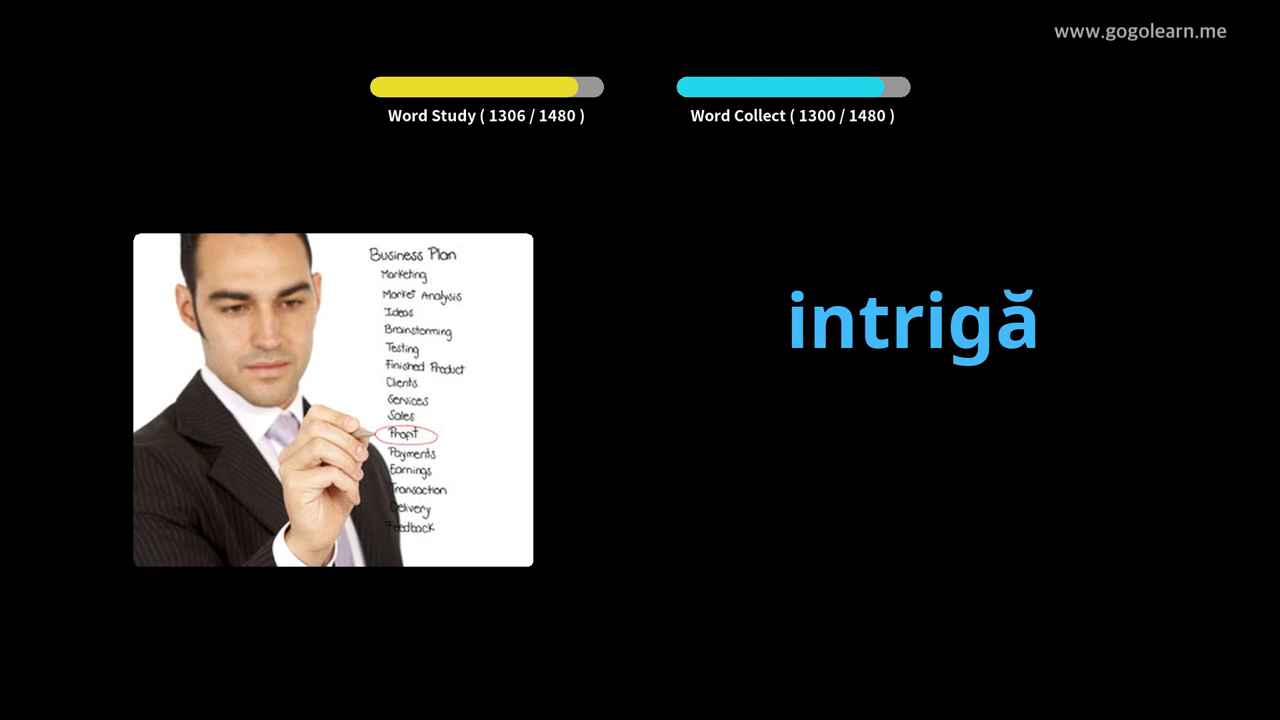 www.gogolearn.me
Word Study ( 1306 / 1480 )
Word Collect ( 1300 / 1480 )
Business Plan
Marketing
Market Analysis
Ideas
Brainstorming
Testing
Finished Product
Clients
Services
Sales
Profit
Payments
Earnings
Transaction
Delivery
Feedback
intrigă